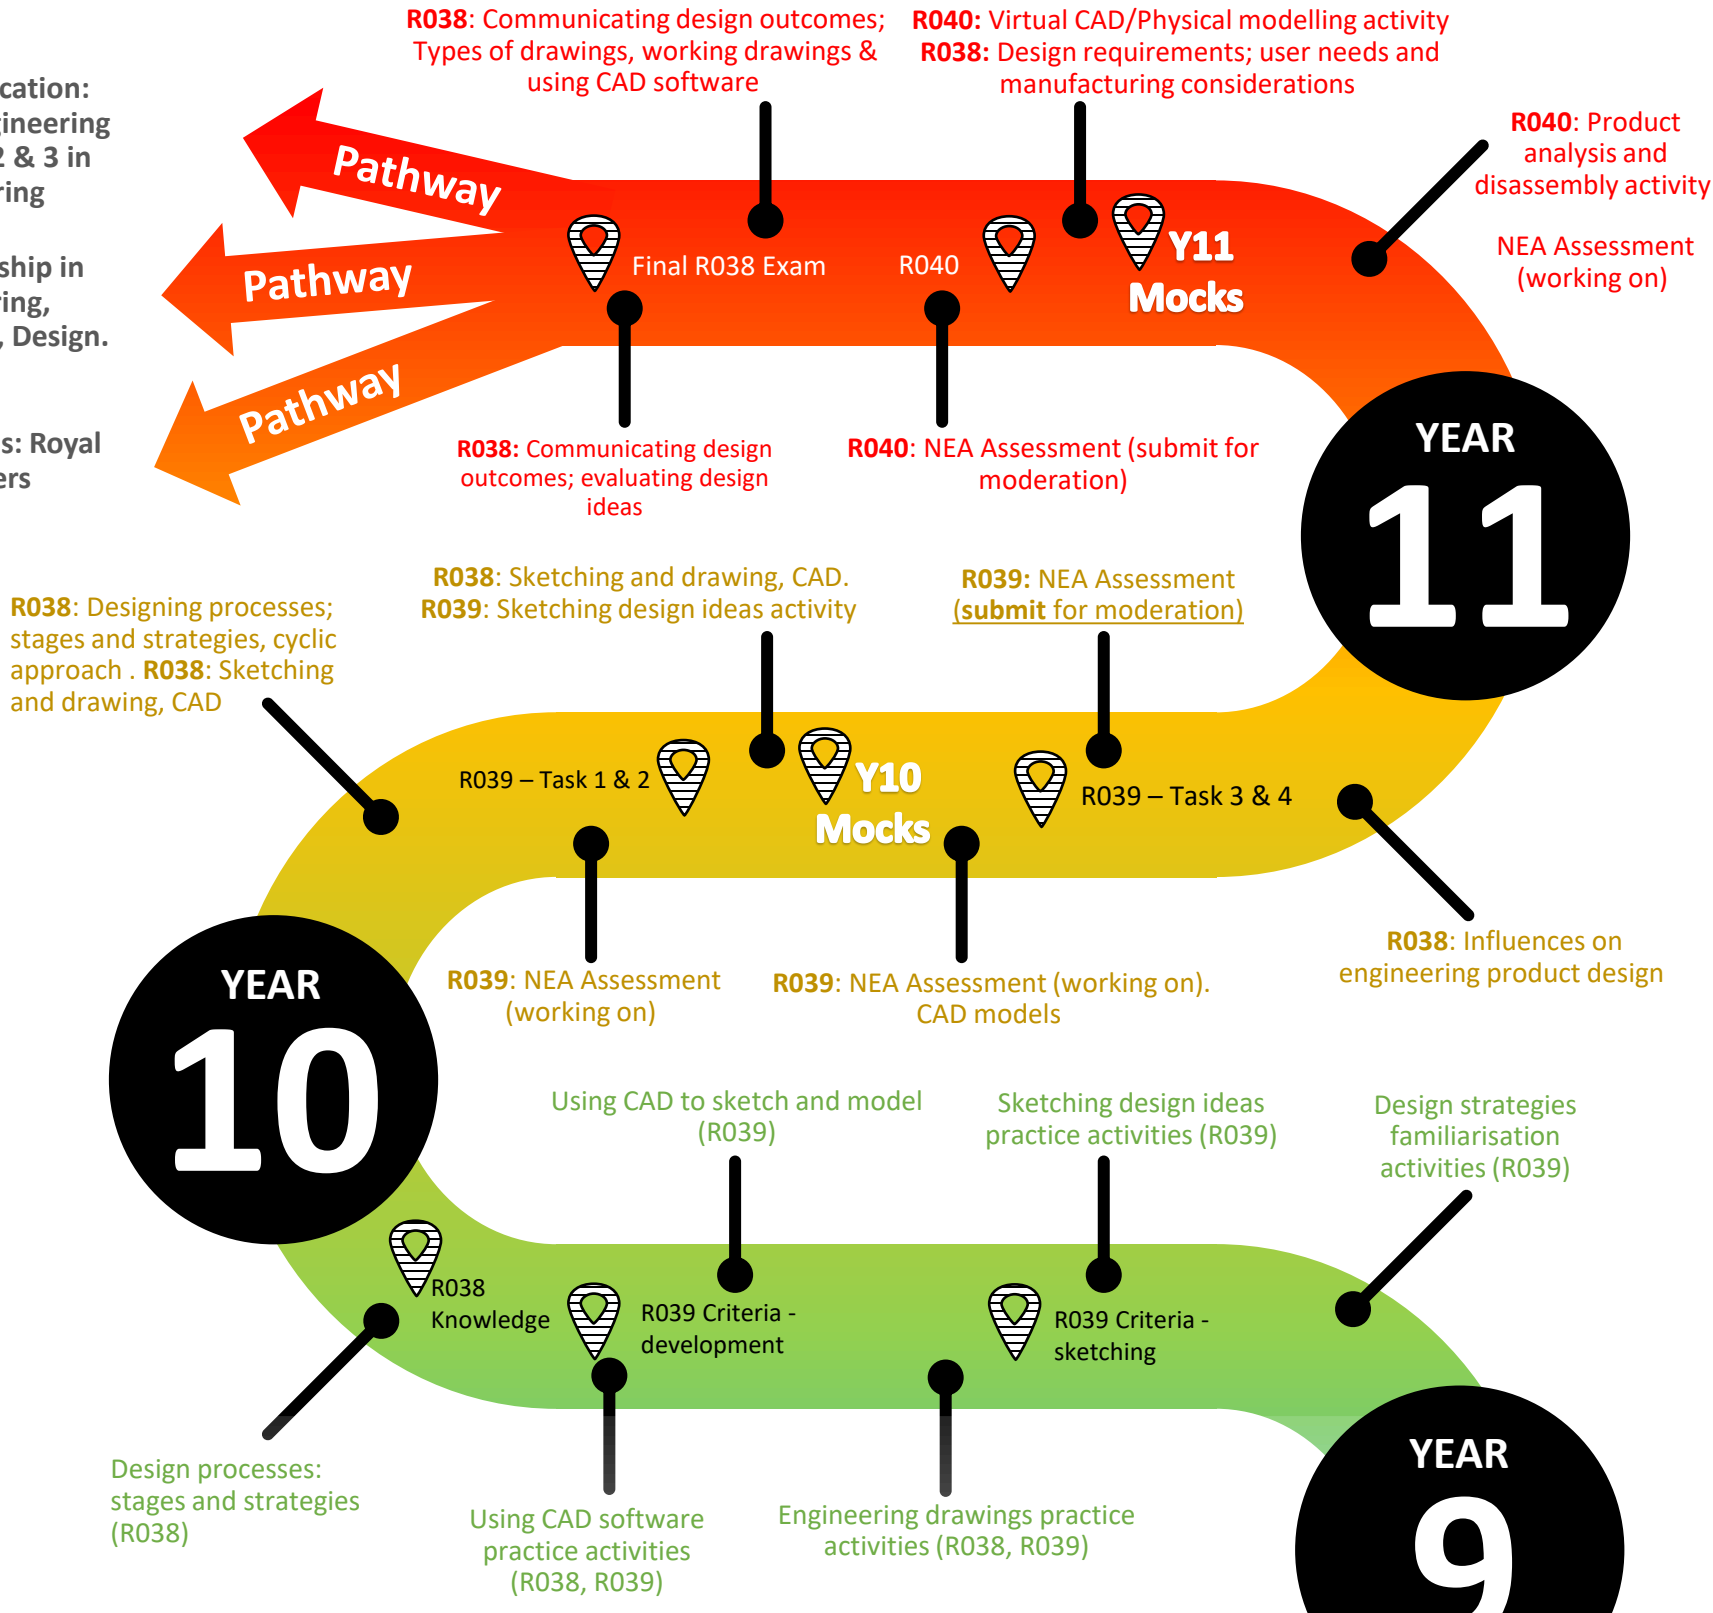 R038: Communicating design outcomes;
Types of drawings, working drawings &
using CAD software
R040: Virtual CAD/Physical modelling activity
R038: Design requirements; user needs and
manufacturing considerations
R040: Product
analysis and
disassembly activity
NEA Assessment
(working on)
cation:
gineering
2 & 3 in
ring
ship in
ring,
, Design.
s: Royal
ers
Pathway
Pathway
Pathway
Final R038 Exam
R040
Y11
Mocks
R038: Communicating design
outcomes; evaluating design
ideas
R040: NEA Assessment (submit for
moderation)
YEAR
11
R038: Designing processes;
stages and strategies, cyclic
approach . R038: Sketching
and drawing, CAD
R038: Sketching and drawing, CAD.
R039: Sketching design ideas activity
R039: NEA Assessment
(submit for moderation)
R039 – Task 1 & 2
Y10
Mocks
R039 – Task 3 & 4
R039: NEA Assessment
(working on)
R039: NEA Assessment (working on).
CAD models
R038: Influences on
engineering product design
YEAR
10
Using CAD to sketch and model
(R039)
Sketching design ideas
practice activities (R039)
Design strategies
familiarisation
activities (R039)
R038
Knowledge
R039 Criteria -
development
R039 Criteria -
sketching
Design processes:
stages and strategies
(R038)
Using CAD software
practice activities
(R038, R039)
Engineering drawings practice
activities (R038, R039)
YEAR
9